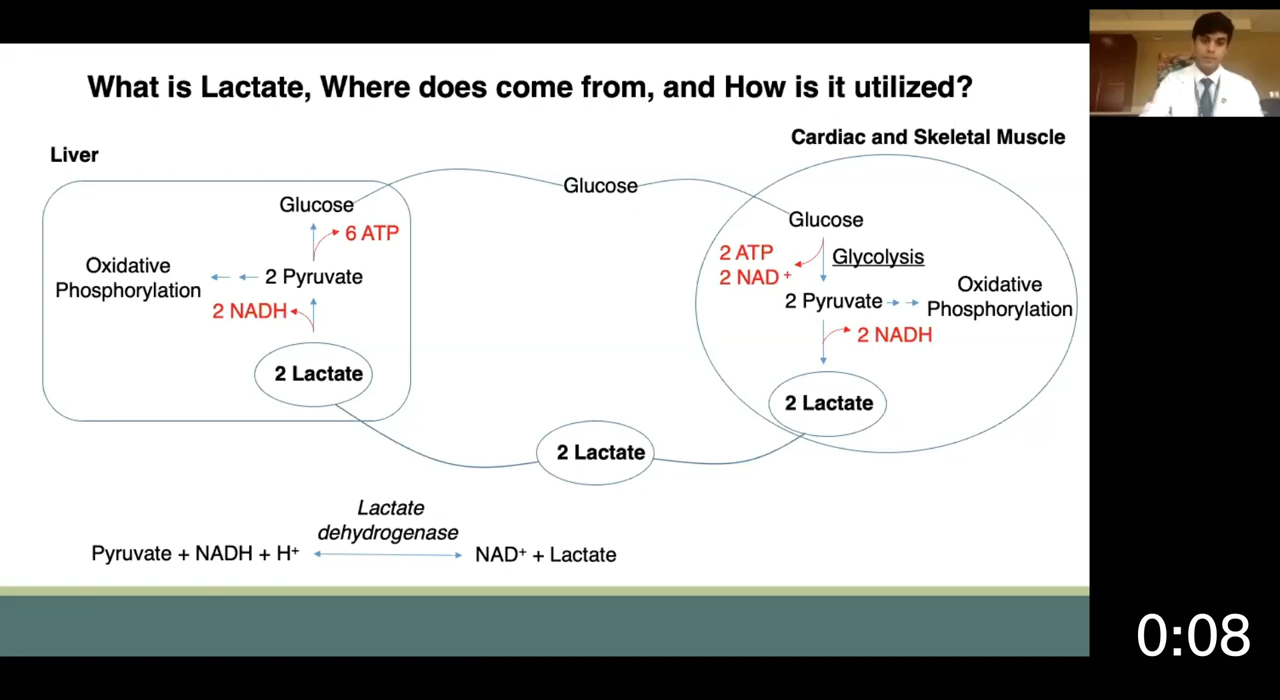 What is Lactate, Where does come from, and How is it utilized?
Cardiac and Skeletal Muscle
Liver
Glucose
Glucose
6 ATP
Oxidative
Phosphorylation
2 Pyruvate
2 NADH
2 Lactate
Glucose
2 ATP
2 NAD⁺
Glycolysis
2 Pyruvate
Oxidative
Phosphorylation
2 NADH
2 Lactate
2 Lactate
Lactate
dehydrogenase
Pyruvate + NADH + H⁺
NAD⁺ + Lactate
0:08